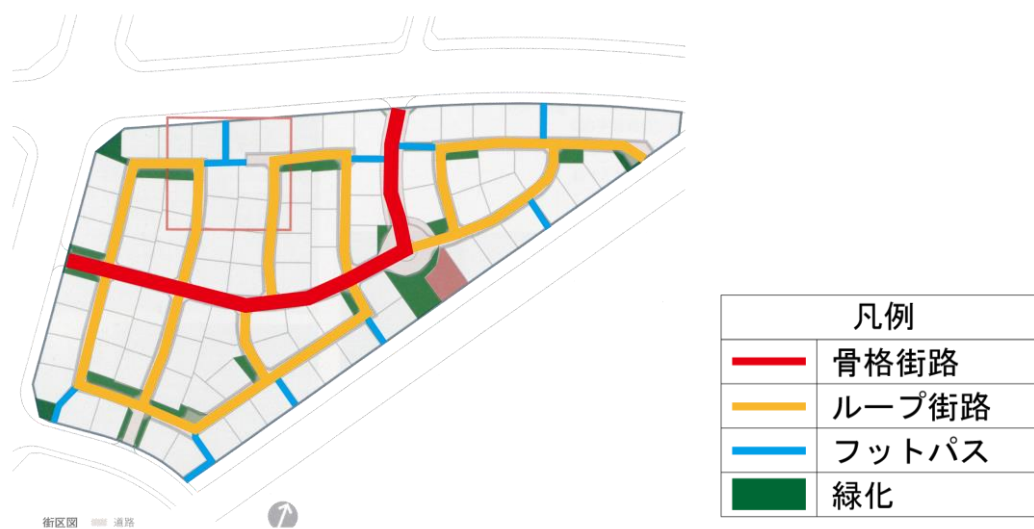 凡例
骨格街路
ループ街路
フットパス
緑化
街区図 道路